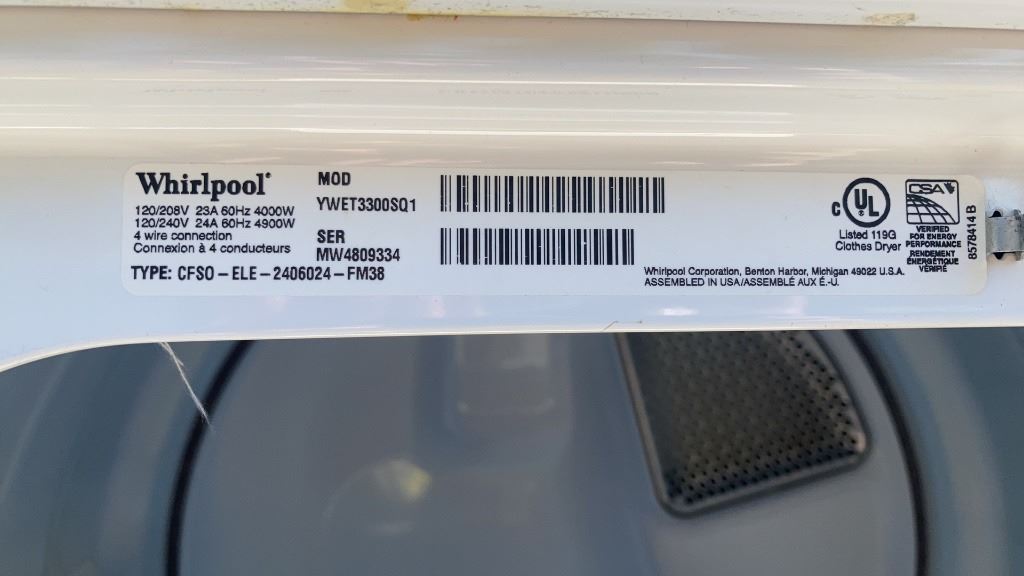 Whirlpool
120/208V 23A 60Hz 4000W
120/240V 24A 60Hz 4900W
4 wire connection
Connexion à 4 conducteurs
TYPE: CFSO-ELE-2406024-FM38
MOD
YWET3300SQ1
SER
MW4809334
C UL
Listed 119G
Clothes Dryer
CSA
VERIFIED
FOR ENERGY
PERFORMANCE
RENDEMENT
ÉNERGÉTIQUE
VÉRIFIÉ
8578414 B
Whirlpool Corporation, Benton Harbor, Michigan 49022 U.S.A.
ASSEMBLED IN USA/ASSEMBLÉ AUX É.-U.